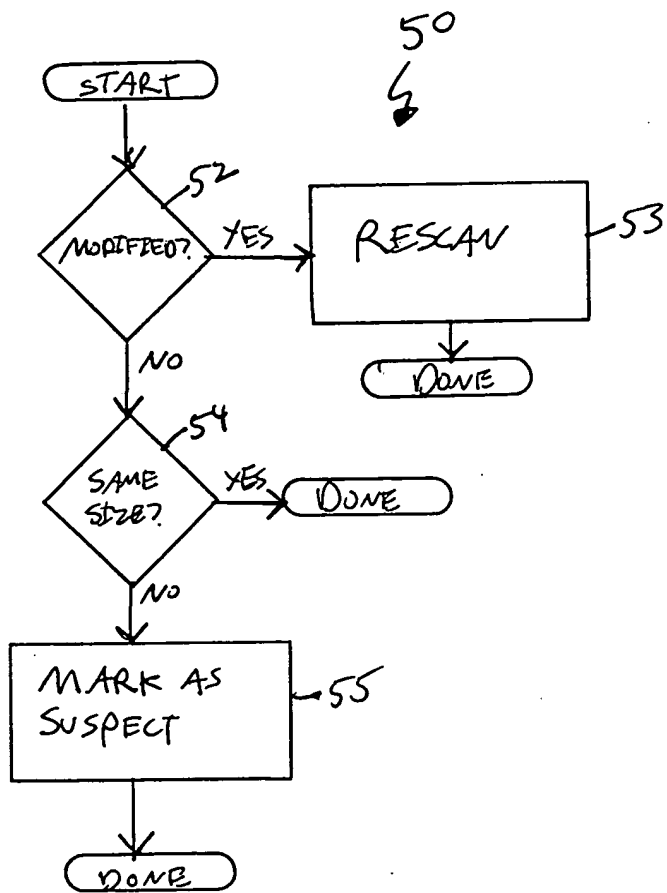 50
START
52
MODIFIED?
YES
RESCAN
53
NO
DONE
54
SAME
SIZE?
YES
DONE
NO
MARK AS
SUSPECT
55
DONE